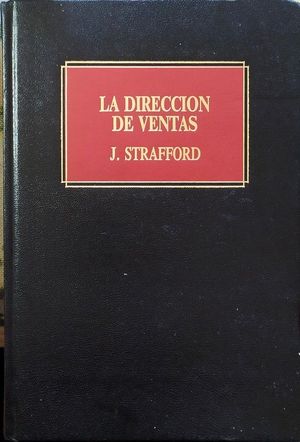 LA DIRECCION
DE VENTAS
J. STRAFFORD